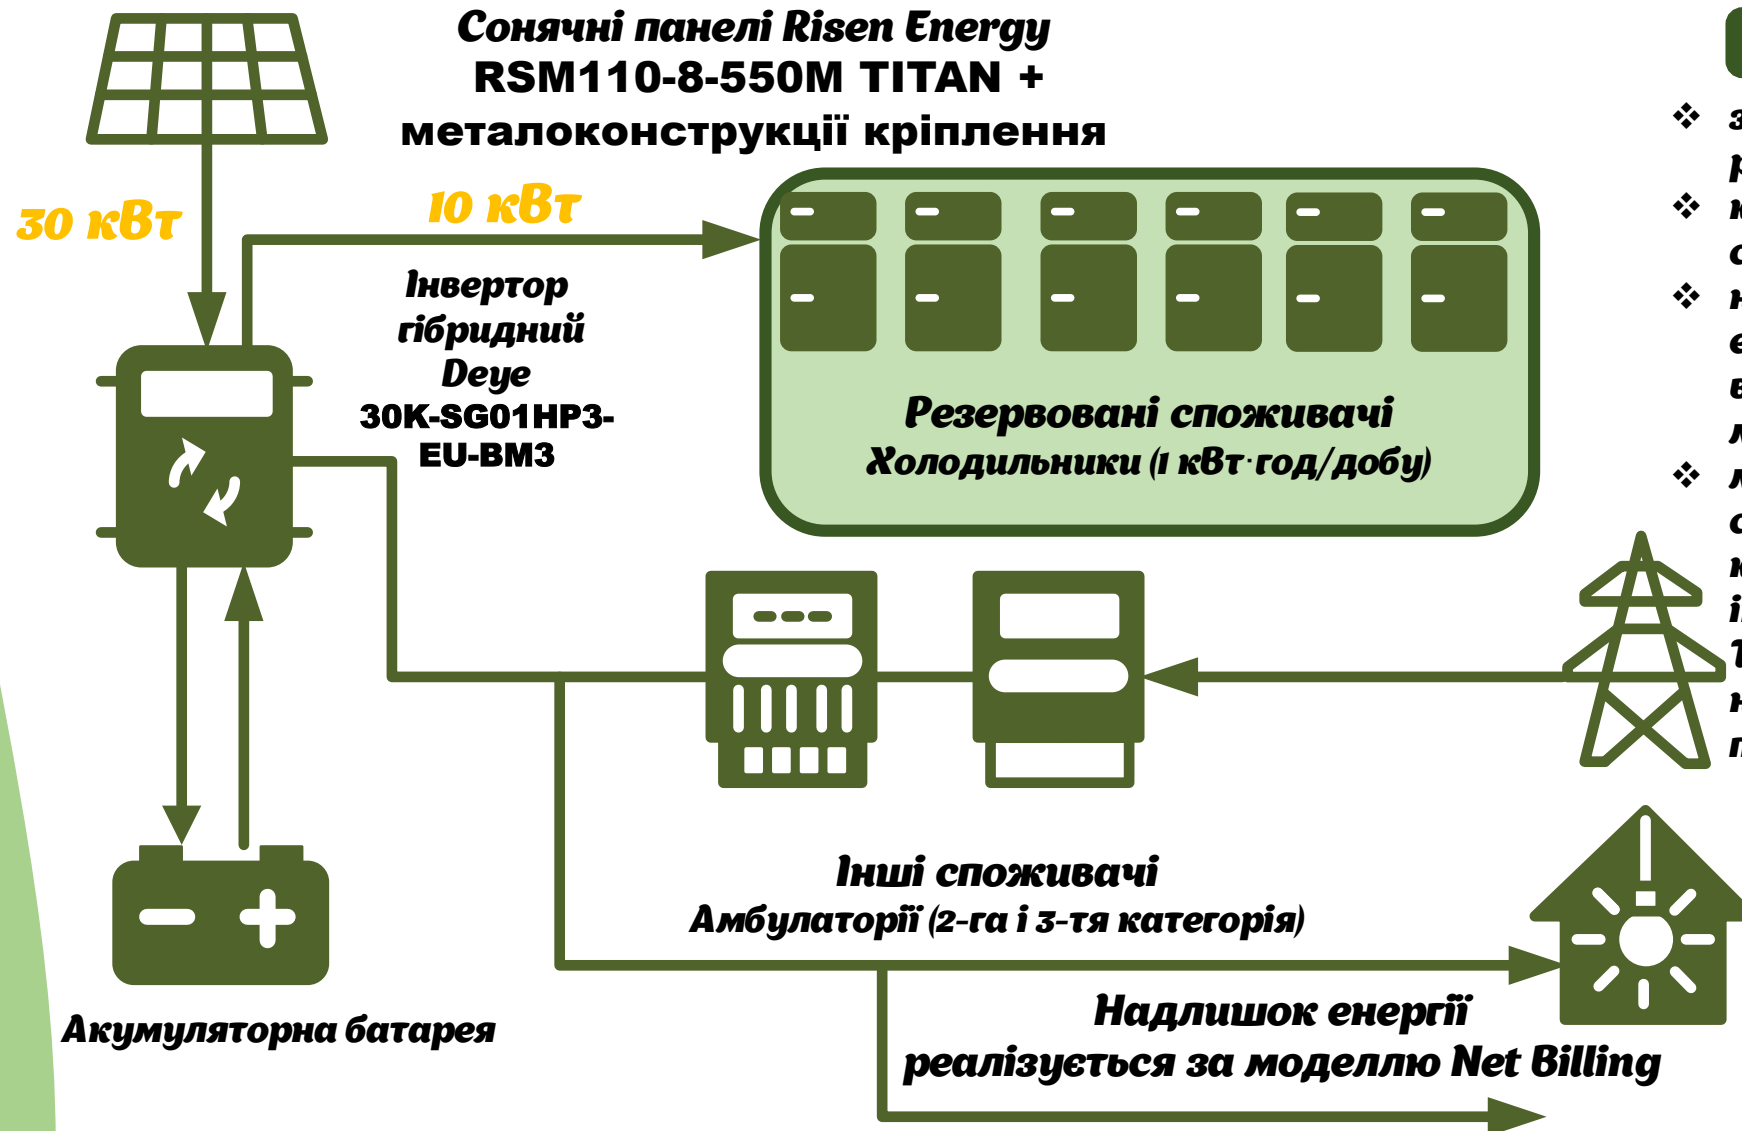 Сонячні панелі Risen Energy
RSM110-8-550M TITAN +
металоконструкції кріплення
30 кВт
10 кВт
Інвертор
гібридний
Deye
30K-SG01HP3-
EU-BM3
Резервовані споживачі
Холодильники (1 кВт·год/добу)
Інші споживачі
Амбулаторії (2-га і 3-тя категорія)
Надлишок енергії
реалізується за моделлю Net Billing
Акумуляторна батарея